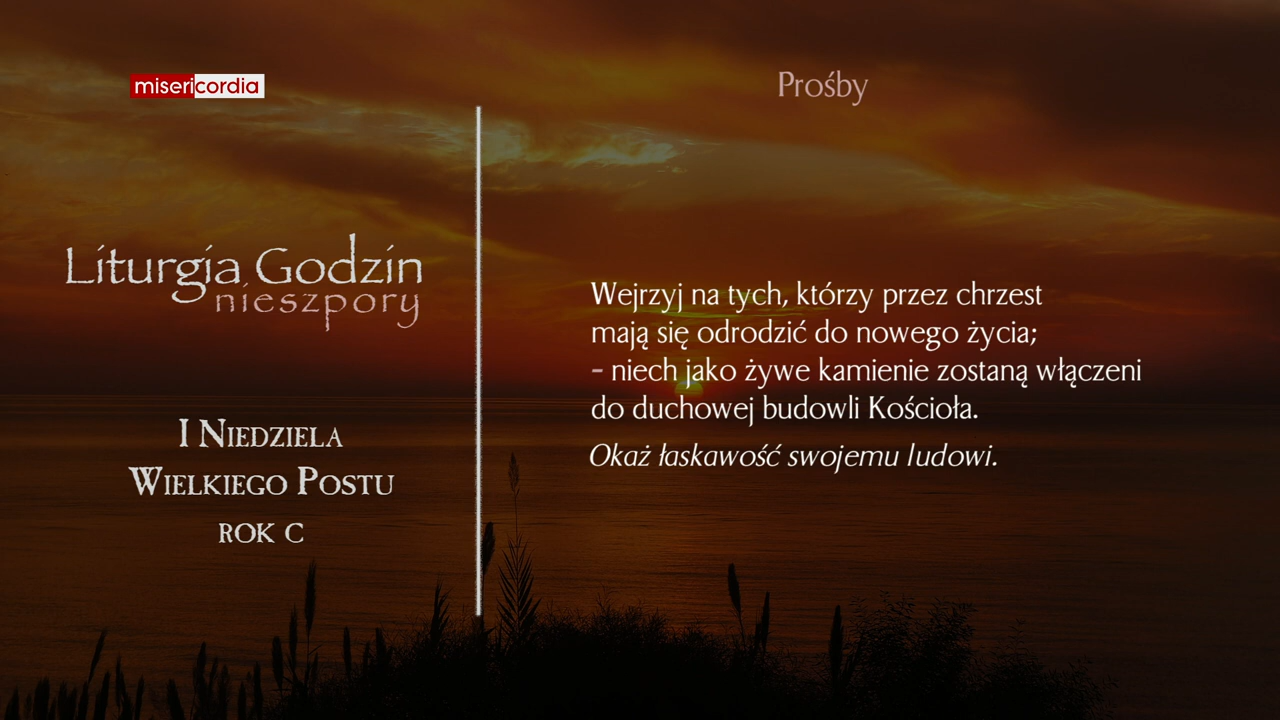 misericordia
Liturgia Godzin
nieszpory
I Niedziela
Wielkiego Postu
rok C
Prośby
Wejrzyj na tych, którzy przez chrzest
mają się odrodzić do nowego życia;
- niech jako żywe kamienie zostaną włączeni
do duchowej budowli Kościoła.
Okaż łaskawość swojemu ludowi.